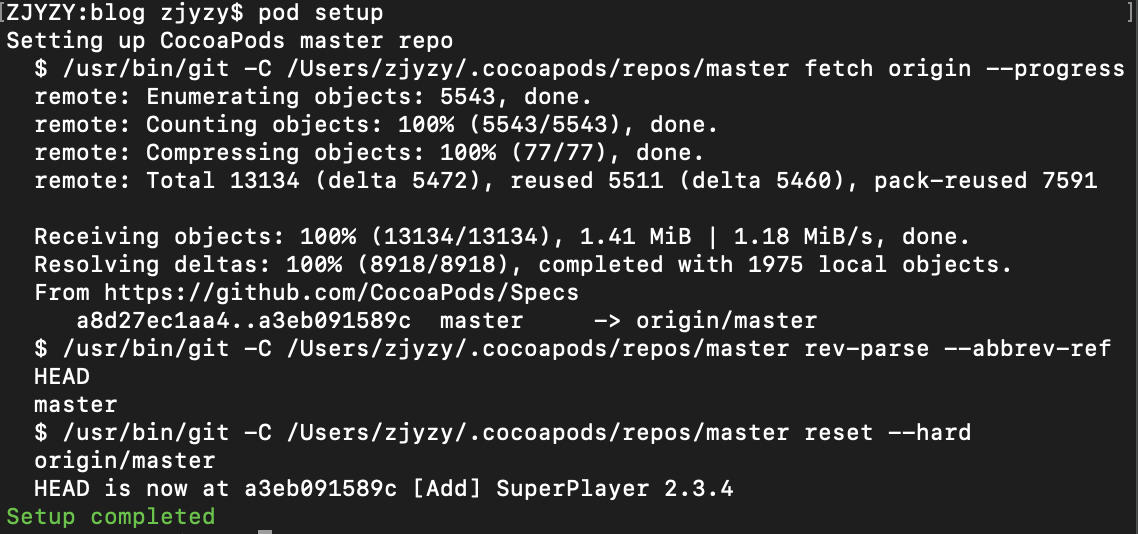 [ZJYZY:blog zjyzy$ pod setup ]
Setting up CocoaPods master repo
$ /usr/bin/git -C /Users/zjyzy/.cocoapods/repos/master fetch origin --progress
remote: Enumerating objects: 5543, done.
remote: Counting objects: 100% (5543/5543), done.
remote: Compressing objects: 100% (77/77), done.
remote: Total 13134 (delta 5472), reused 5511 (delta 5460), pack-reused 7591
Receiving objects: 100% (13134/13134), 1.41 MiB | 1.18 MiB/s, done.
Resolving deltas: 100% (8918/8918), completed with 1975 local objects.
From https://github.com/CocoaPods/Specs
a8d27ec1aa4..a3eb091589c master -> origin/master
$ /usr/bin/git -C /Users/zjyzy/.cocoapods/repos/master rev-parse --abbrev-ref
HEAD
master
$ /usr/bin/git -C /Users/zjyzy/.cocoapods/repos/master reset --hard
origin/master
HEAD is now at a3eb091589c [Add] SuperPlayer 2.3.4
Setup completed